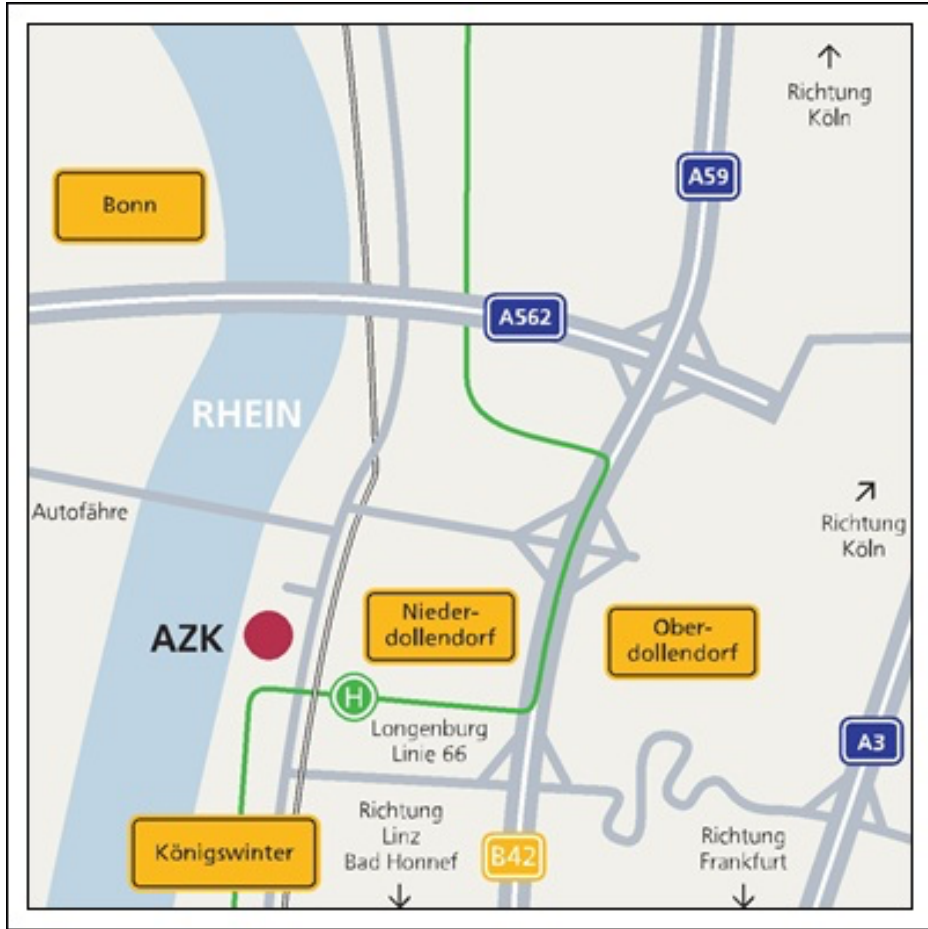 Richtung
Köln
A59
Bonn
A562
RHEIN
Autofähre
Richtung
Köln
Nieder-
dollendorf
Ober-
dollendorf
AZK
H
Longenburg
Linie 66
A3
Richtung
Linz
Bad Honnef
Königswinter
B42
Richtung
Frankfurt